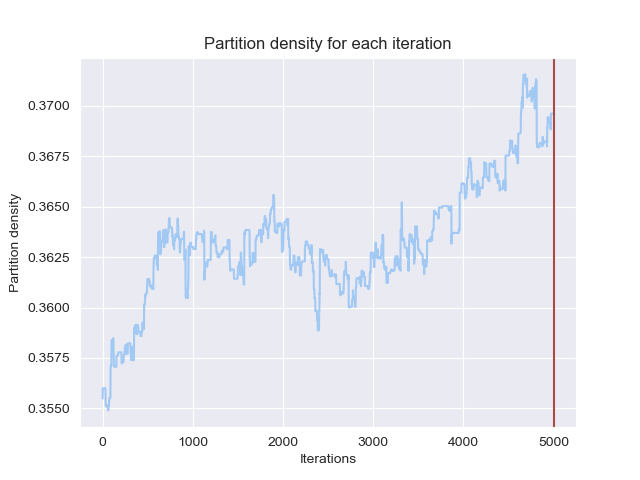 Partition density for each iteration
Partition density
0.3700
0.3675
0.3650
0.3625
0.3600
0.3575
0.3550
0 1000 2000 3000 4000 5000
Iterations